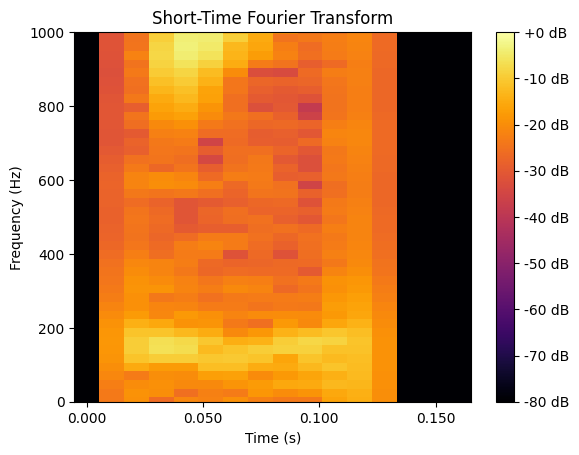 Short-Time Fourier Transform
1000
800
600
400
200
0
Frequency (Hz)
0.000
0.050
0.100
0.150
Time (s)
+0 dB
-10 dB
-20 dB
-30 dB
-40 dB
-50 dB
-60 dB
-70 dB
-80 dB